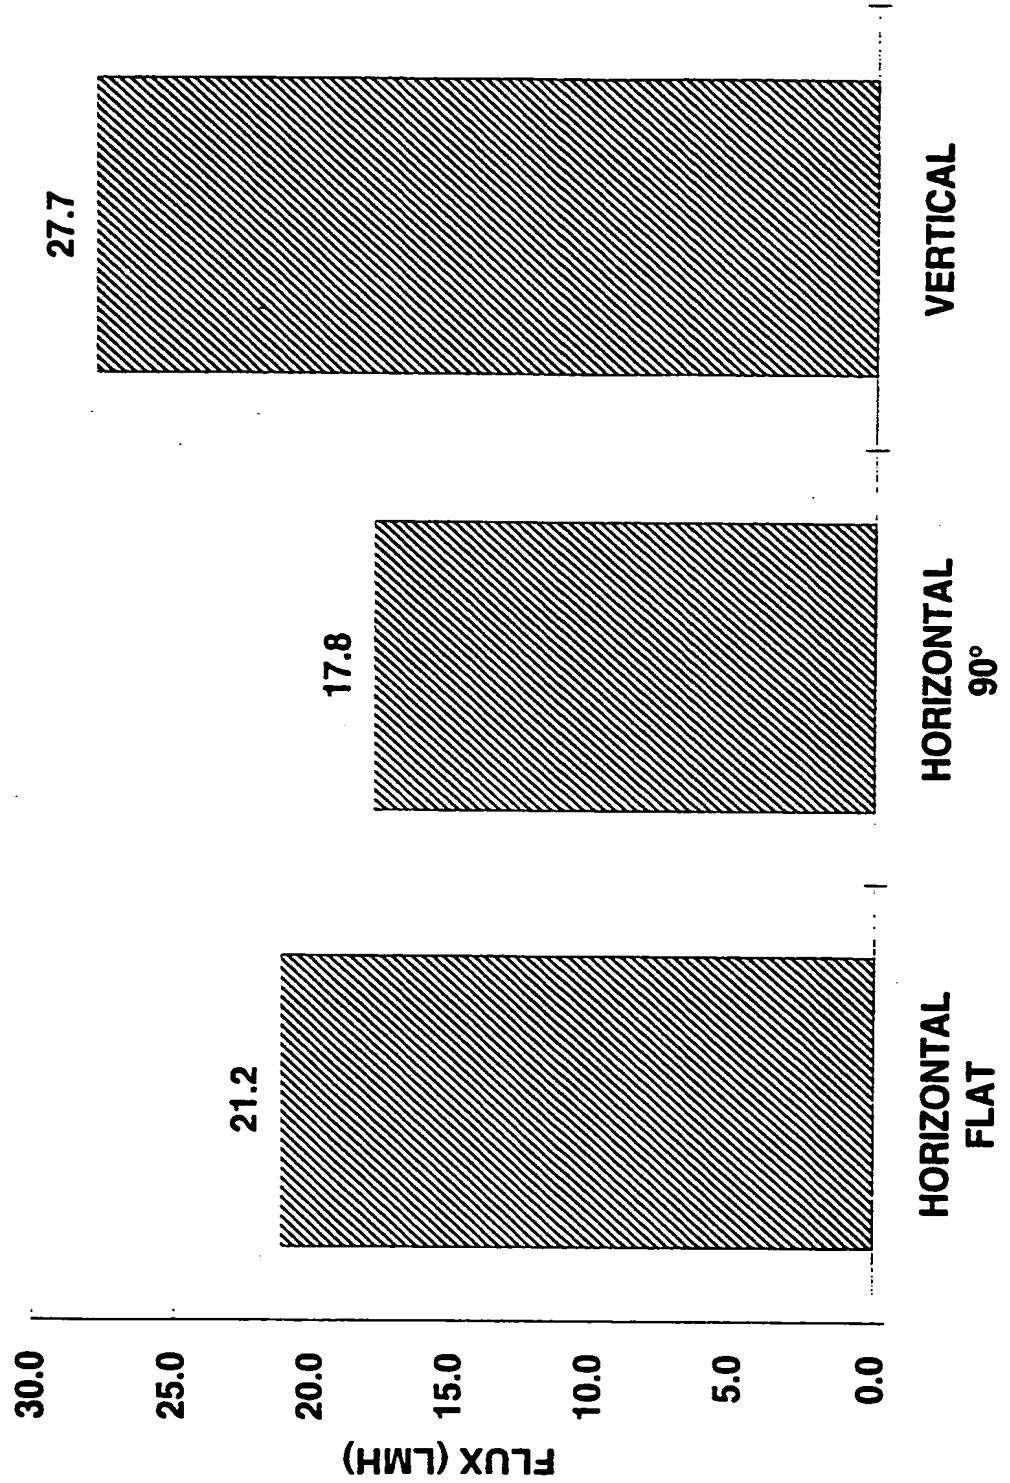 FLUX (LMH)
30.0
25.0
20.0
15.0
10.0
5.0
0.0
21.2
17.8
27.7
HORIZONTAL
FLAT
HORIZONTAL
90°
VERTICAL